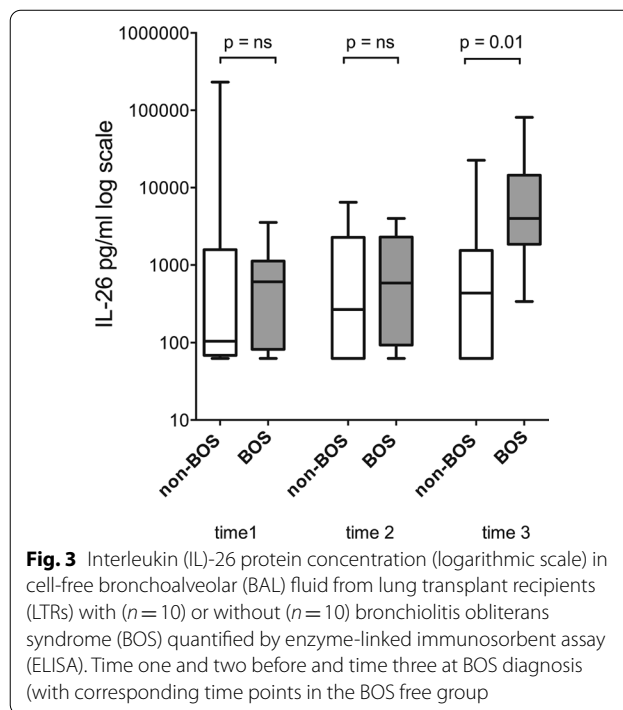 1000000
p = ns p = ns p = 0.01
100000
10000
1000
100
10
IL-26 pg/ml log scale
non-BOS BOS non-BOS BOS non-BOS BOS
time1 time 2 time 3
Fig. 3 Interleukin (IL)-26 protein concentration (logarithmic scale) in
cell-free bronchoalveolar (BAL) fluid from lung transplant recipients
(LTRs) with (n = 10) or without (n = 10) bronchiolitis obliterans
syndrome (BOS) quantified by enzyme-linked immunosorbent assay
(ELISA). Time one and two before and time three at BOS diagnosis
(with corresponding time points in the BOS free group